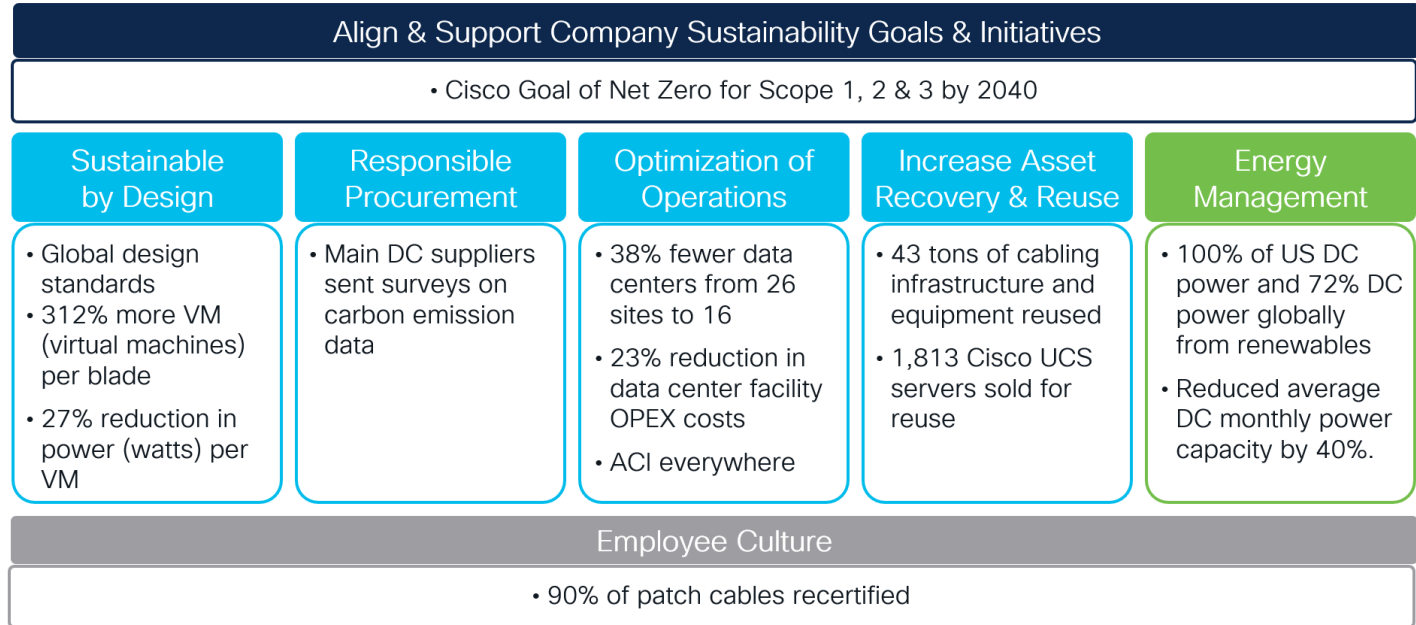 Align & Support Company Sustainability Goals & Initiatives
• Cisco Goal of Net Zero for Scope 1, 2 & 3 by 2040
Sustainable
by Design
• Global design
standards
• 312% more VM
(virtual machines)
per blade
• 27% reduction in
power (watts) per
VM
Responsible
Procurement
• Main DC suppliers
sent surveys on
carbon emission
data
Optimization of
Operations
• 38% fewer data
centers from 26
sites to 16
• 23% reduction in
data center facility
OPEX costs
• ACI everywhere
Increase Asset
Recovery & Reuse
• 43 tons of cabling
infrastructure and
equipment reused
• 1,813 Cisco UCS
servers sold for
reuse
Energy
Management
• 100% of US DC
power and 72% DC
power globally
from renewables
• Reduced average
DC monthly power
capacity by 40%.
Employee Culture
• 90% of patch cables recertified